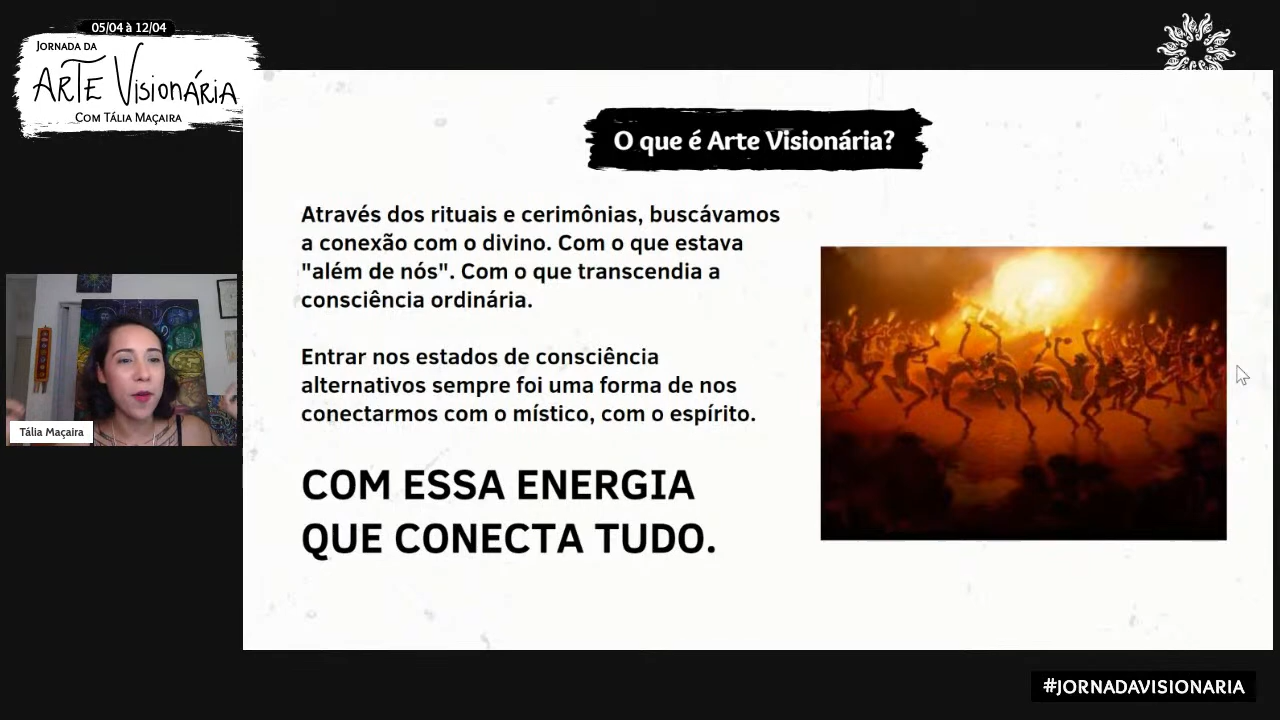 05/04 à 12/04
JORNADA DA
ARTE VISIONÁRIA
COM TÁLIA MAÇAIRA
O que é Arte Visionária?
Através dos rituais e cerimônias, buscávamos
a conexão com o divino. Com o que estava
"além de nós". Com o que transcendia a
consciência ordinária.
Entrar nos estados de consciência
alternativos sempre foi uma forma de nos
conectarmos com o místico, com o espírito.
COM ESSA ENERGIA
QUE CONECTA TUDO.
Tália Maçaira
#JORNADAVISIONARIA